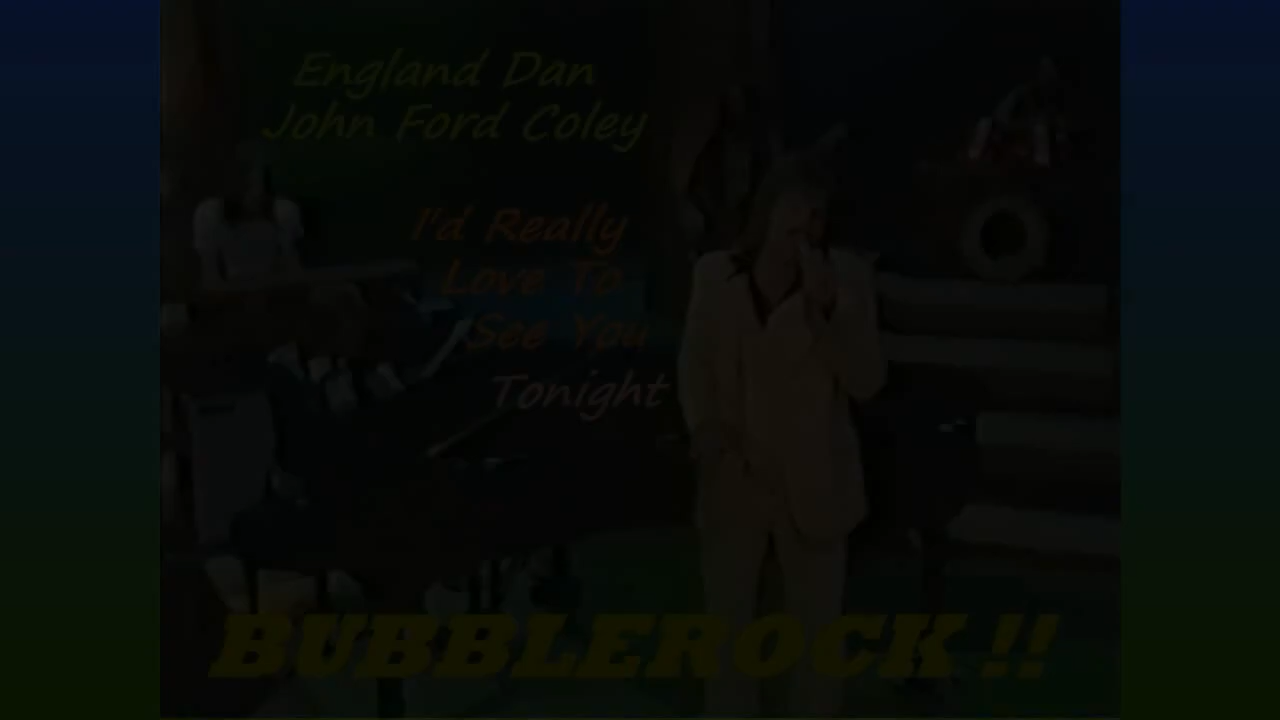 England Dan
John Ford Coley
I'd Really
Love To
See You
Tonight
BUBBLEROCK !!